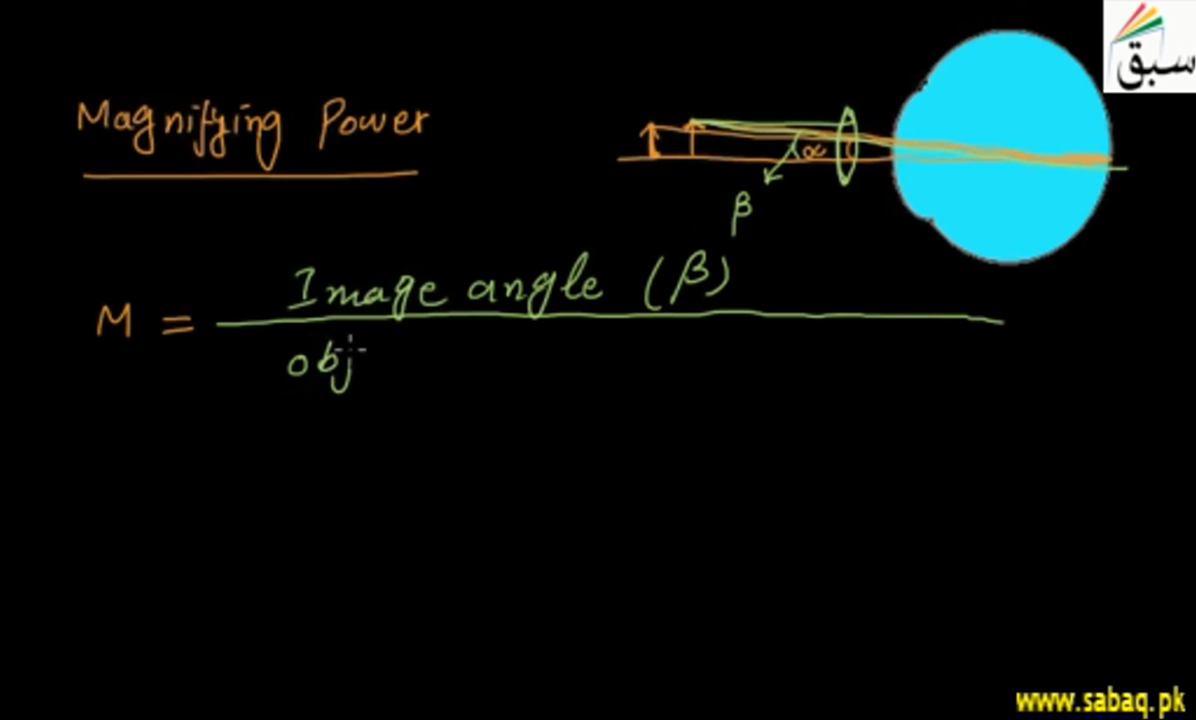 سبق
Magnifying Power
α
β
M = Image angle (β)
obj
www.sabaq.pk